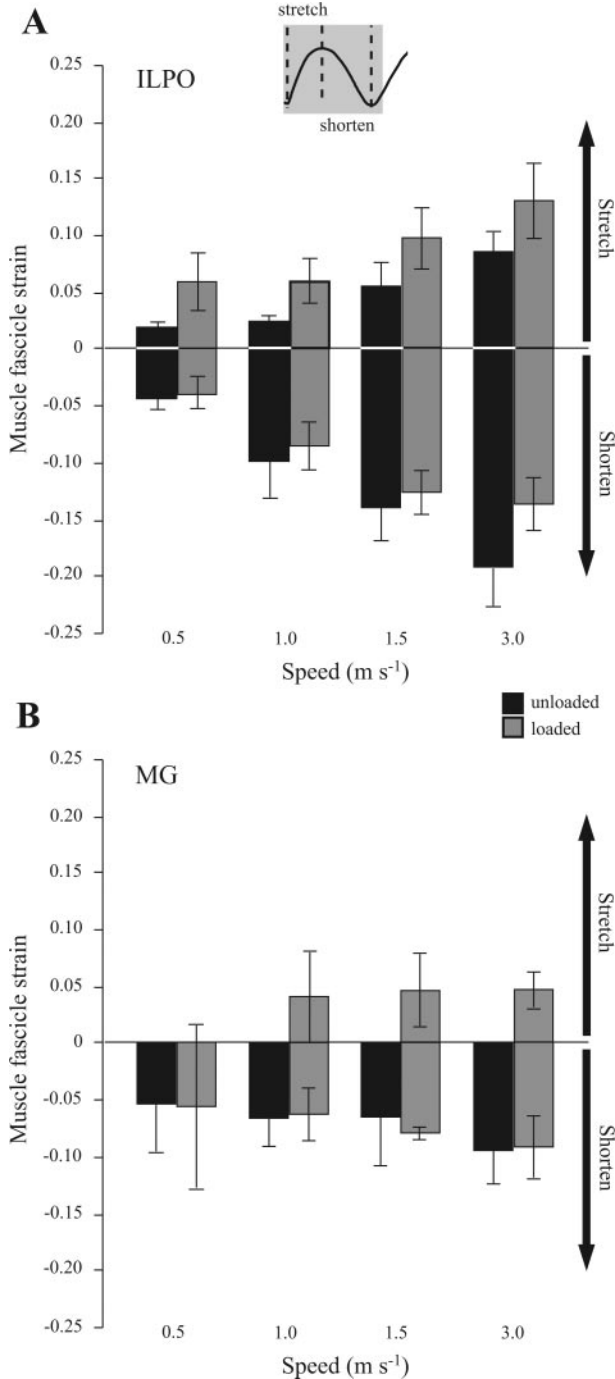 A
stretch
ILPO
shorten
0.25
0.20
0.15
0.10
0.05
0
-0.05
-0.10
-0.15
-0.20
-0.25
Muscle fascicle strain
Stretch
Shorten
0.5 1.0 1.5 3.0
Speed (m s-1)
B
unloaded
loaded
MG
0.25
0.20
0.15
0.10
0.05
0
-0.05
-0.10
-0.15
-0.20
-0.25
Muscle fascicle strain
Stretch
Shorten
0.5 1.0 1.5 3.0
Speed (m s-1)